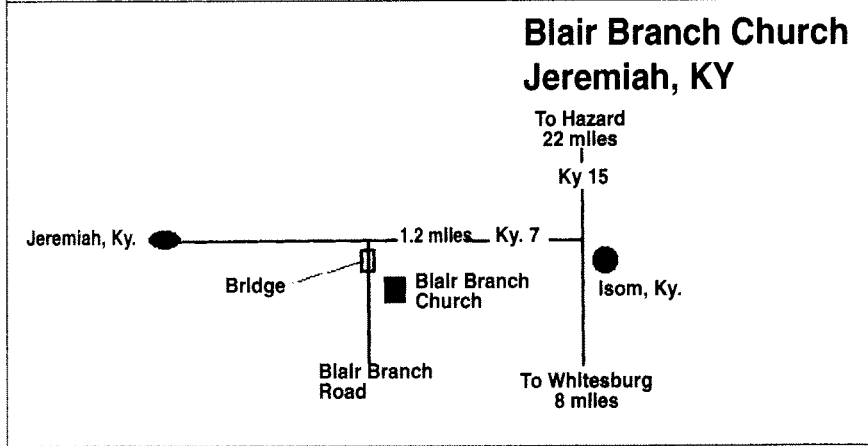 Blair Branch Church
Jeremiah, KY
To Hazard
22 miles
Ky 15
Jeremiah, Ky.
1.2 miles
Ky. 7
Bridge
Blair Branch
Church
Isom, Ky.
Blair Branch
Road
To Whitesburg
8 miles